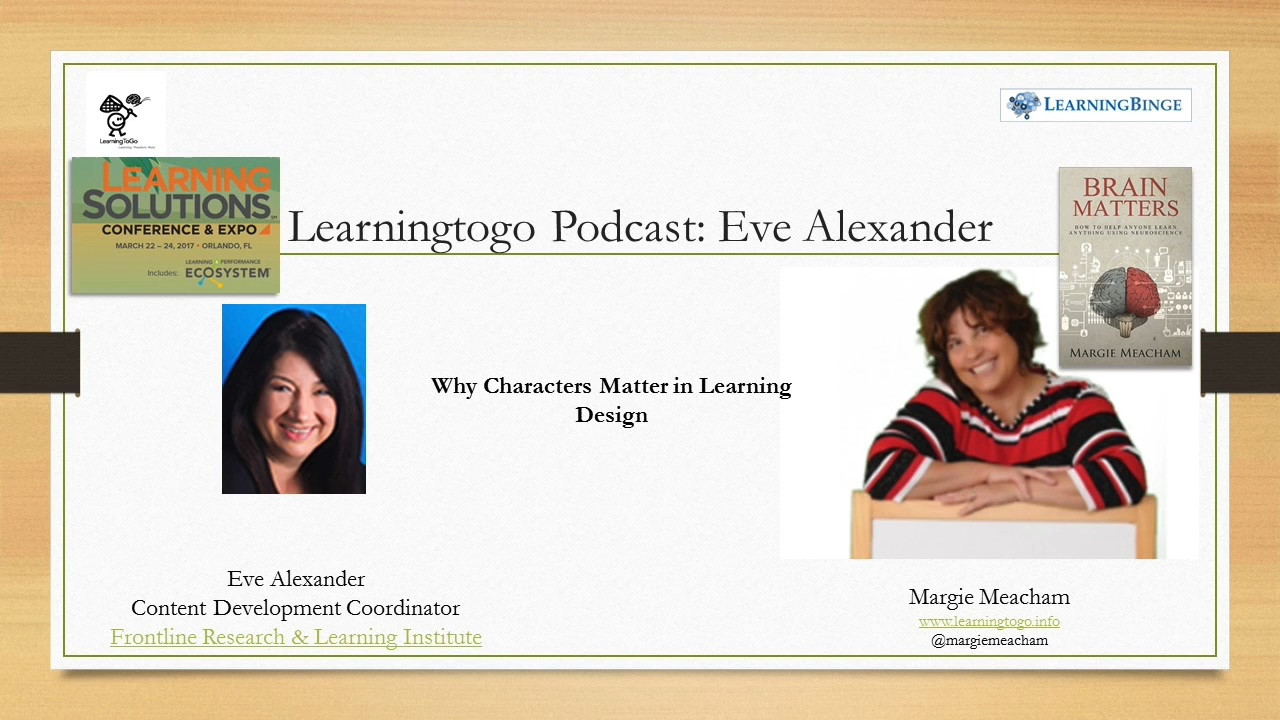 LearningToGo
LEARNINGBINGE
LEARNING
SOLUTIONS
CONFERENCE & EXPO
MARCH 22 – 24, 2017 • ORLANDO, FL
LEARNING & PERFORMANCE
Includes: ECOSYSTEM
Learningtogo Podcast: Eve Alexander
BRAIN
MATTERS
HOW TO HELP ANYONE LEARN
ANYTHING USING NEUROSCIENCE
MARGIE MEACHAM
Why Characters Matter in Learning
Design
Eve Alexander
Content Development Coordinator
Frontline Research & Learning Institute
Margie Meacham
www.learningtogo.info
@margiemeacham